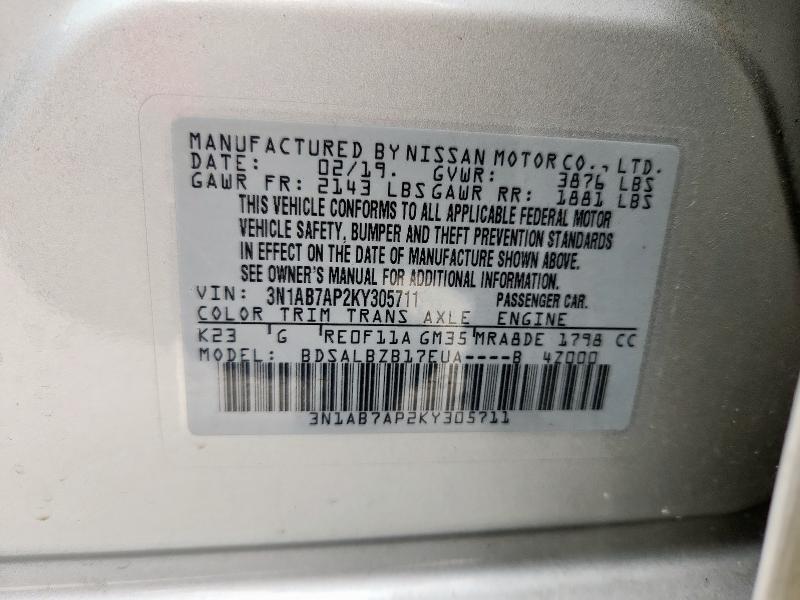 MANUFACTURED BY NISSAN MOTOR CO., LTD.
DATE: 02/19. GVWR: 3876 LBS
GAWR FR: 2143 LBS GAWR RR: 1881 LBS
THIS VEHICLE CONFORMS TO ALL APPLICABLE FEDERAL MOTOR
VEHICLE SAFETY, BUMPER AND THEFT PREVENTION STANDARDS
IN EFFECT ON THE DATE OF MANUFACTURE SHOWN ABOVE.
SEE OWNER'S MANUAL FOR ADDITIONAL INFORMATION.
VIN: 3N1AB7AP2KY305711 PASSENGER CAR.
COLOR TRIM TRANS AXLE ENGINE
K23 G RE0F11A GM35 MRA8DE 1798 CC
MODEL: BDSALBZB17EUA----B 4Z000
3N1AB7AP2KY305711